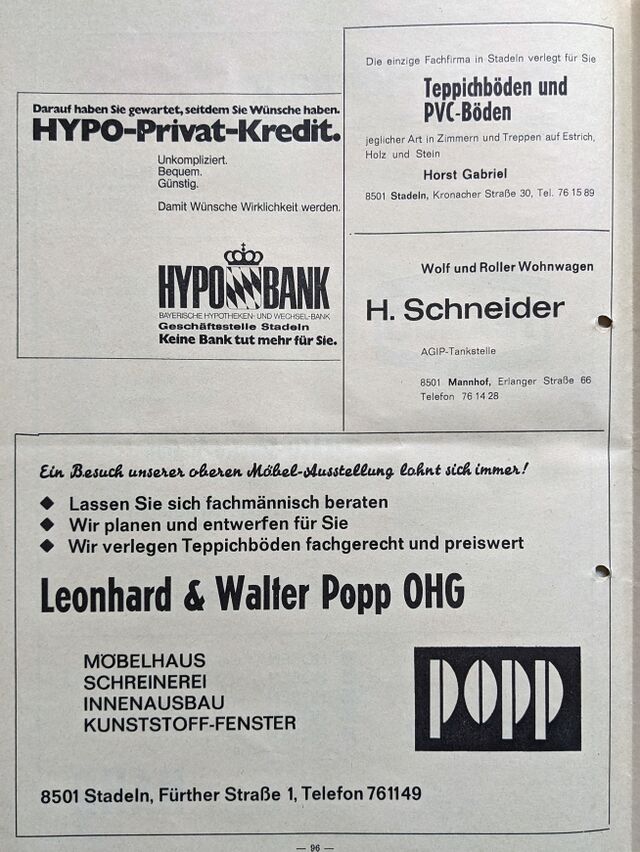 Darauf haben Sie gewartet, seitdem Sie Wünsche haben.
HYPO-Privat-Kredit.
Unkompliziert.
Bequem.
Günstig.
Damit Wünsche Wirklichkeit werden.
HYPO BANK
BAYERISCHE HYPOTHEKEN- UND WECHSEL-BANK
Geschäftsstelle Stadeln
Keine Bank tut mehr für Sie.
Die einzige Fachfirma in Stadeln verlegt für Sie
Teppichböden und
PVC-Böden
jeglicher Art in Zimmern und Treppen auf Estrich,
Holz und Stein
Horst Gabriel
8501 Stadeln, Kronacher Straße 30, Tel. 76 15 89
Wolf und Roller Wohnwagen
H. Schneider
AGIP-Tankstelle
8501 Mannhof, Erlanger Straße 66
Telefon 76 14 28
Ein Besuch unserer oberen Möbel-Ausstellung lohnt sich immer!
◆ Lassen Sie sich fachmännisch beraten
◆ Wir planen und entwerfen für Sie
◆ Wir verlegen Teppichböden fachgerecht und preiswert
Leonhard & Walter Popp OHG
MÖBELHAUS
SCHREINEREI
INNENAUSBAU
KUNSTSTOFF-FENSTER
POPP
8501 Stadeln, Fürther Straße 1, Telefon 761149
— 96 —